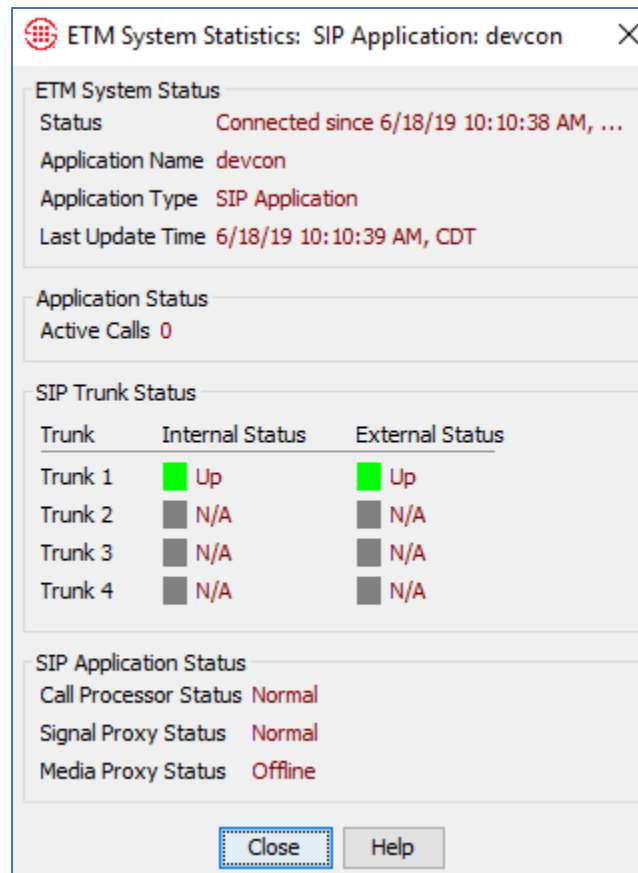 ETM System Statistics: SIP Application: devcon
ETM System Status
Status Connected since 6/18/19 10:10:38 AM, ...
Application Name devcon
Application Type SIP Application
Last Update Time 6/18/19 10:10:39 AM, CDT
Application Status
Active Calls 0
SIP Trunk Status
Trunk Internal Status External Status
Trunk 1 Up Up
Trunk 2 N/A N/A
Trunk 3 N/A N/A
Trunk 4 N/A N/A
SIP Application Status
Call Processor Status Normal
Signal Proxy Status Normal
Media Proxy Status Offline
Close Help